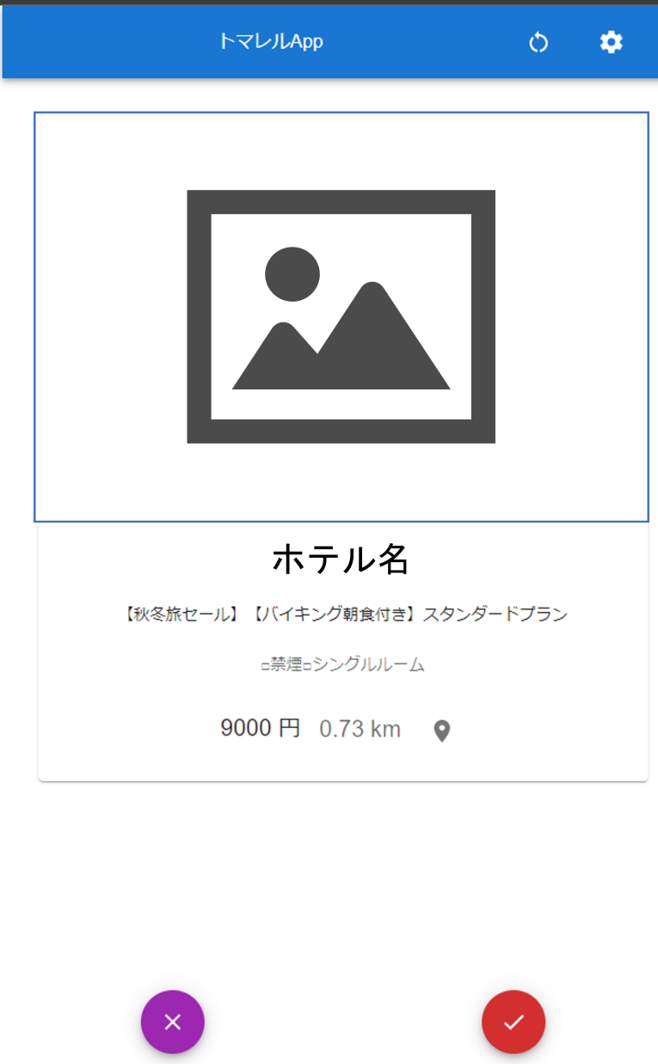 トマレルApp
ホテル名
【秋冬旅セール】【バイキング朝食付き】スタンダードプラン
□禁煙□シングルルーム
9000 円 0.73 km